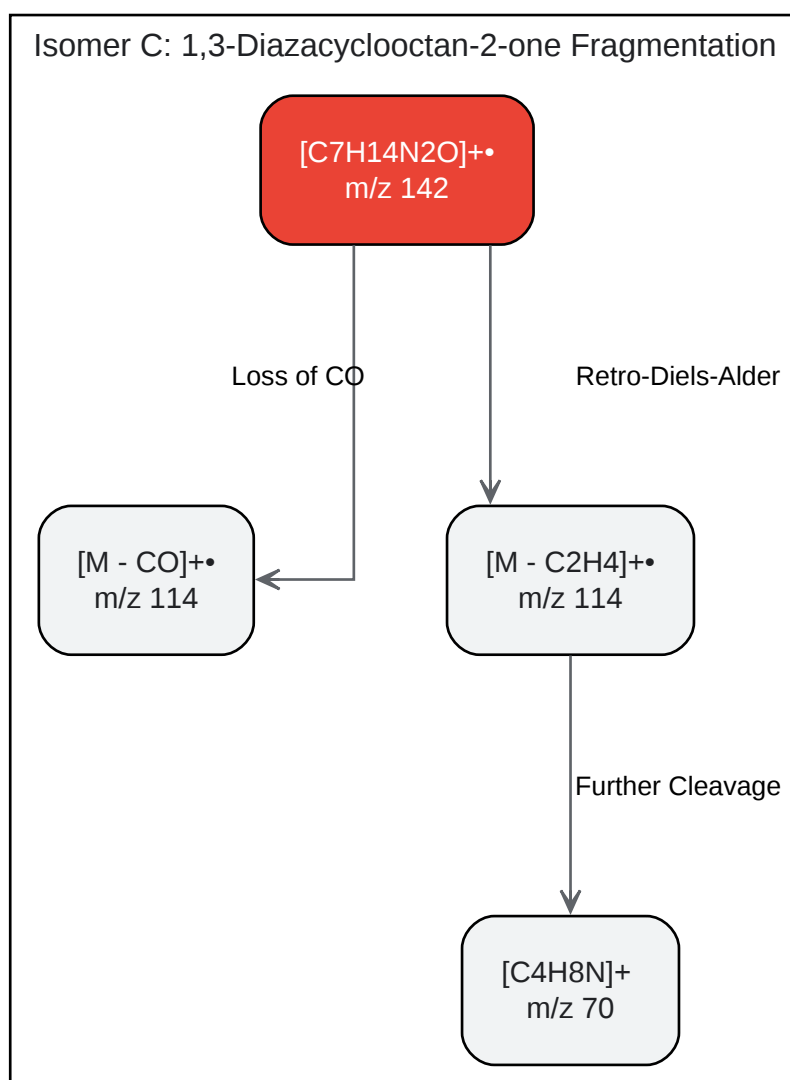 Isomer C: 1,3-Diazacyclooctan-2-one Fragmentation
[C7H14N2O]+•
m/z 142
Loss of CO
Retro-Diels-Alder
[M - CO]+•
m/z 114
[M - C2H4]+•
m/z 114
Further Cleavage
[C4H8N]+
m/z 70